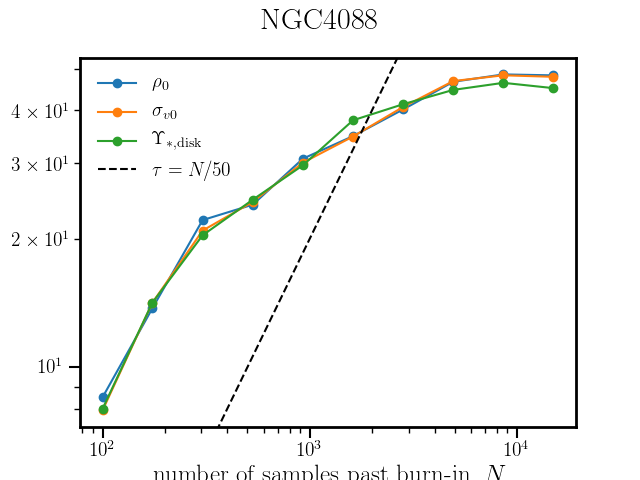 NGC4088
ρ₀
σᵥ₀
ϒ∗,disk
τ = N/50
4 × 10¹
3 × 10¹
2 × 10¹
10¹
10² 10³ 10⁴
number of samples past burn-in, N